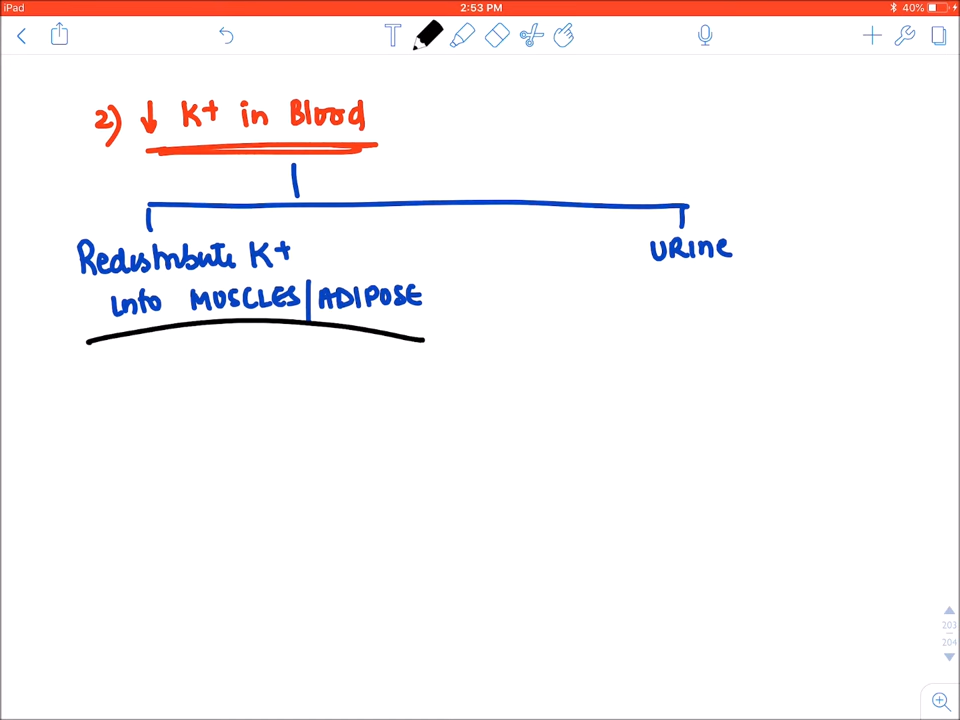 iPad 2:53 PM 40%
T
2) ↓ K+ in Blood
Redistribute K+
URINE
into MUSCLES | ADIPOSE
203
204